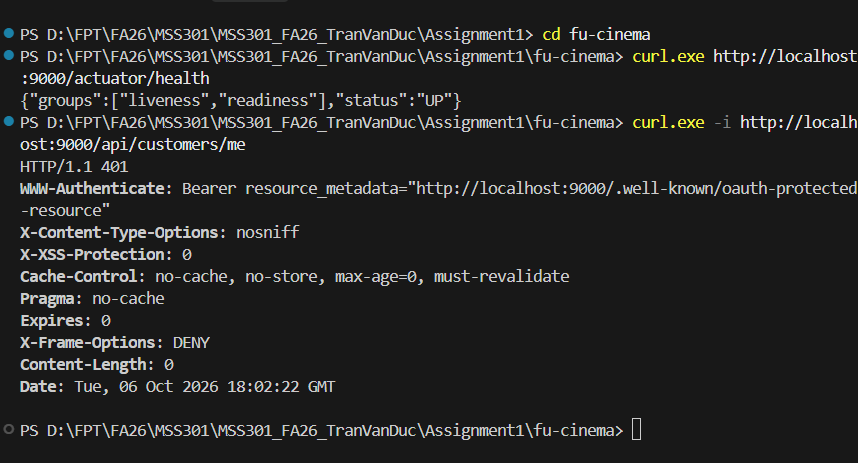 PS D:\FPT\FA26\MSS301\MSS301_FA26_TranVanDuc\Assignment1> cd fu-cinema
PS D:\FPT\FA26\MSS301\MSS301_FA26_TranVanDuc\Assignment1\fu-cinema> curl.exe http://localhost
:9000/actuator/health
{"groups":["liveness","readiness"],"status":"UP"}
PS D:\FPT\FA26\MSS301\MSS301_FA26_TranVanDuc\Assignment1\fu-cinema> curl.exe -i http://localh
ost:9000/api/customers/me
HTTP/1.1 401
WWW-Authenticate: Bearer resource_metadata="http://localhost:9000/.well-known/oauth-protected
-resource"
X-Content-Type-Options: nosniff
X-XSS-Protection: 0
Cache-Control: no-cache, no-store, max-age=0, must-revalidate
Pragma: no-cache
Expires: 0
X-Frame-Options: DENY
Content-Length: 0
Date: Tue, 06 Oct 2026 18:02:22 GMT
PS D:\FPT\FA26\MSS301\MSS301_FA26_TranVanDuc\Assignment1\fu-cinema>